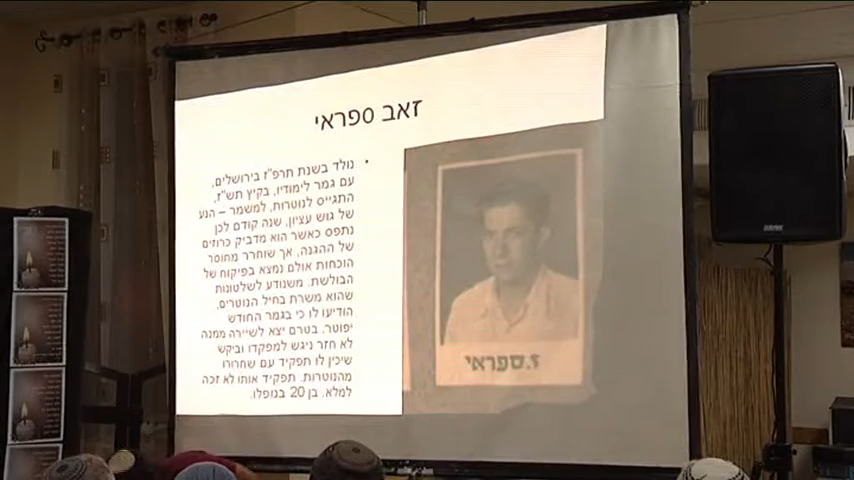 זאב ספראי
• נולד בשנת תרפ"ז בירושלים,
עם גמר לימודיו, בקיץ תש"ז,
התגייס לנוטרות, למשמר – הנע
של גוש עציון, שנה קודם לכן
נתפס כאשר הוא מדביק כרוזים
של ההגנה, אך שוחרר מחוסר
הוכחות אולם נמצא בפיקוח של
הבולשת. משנודע לשלטונות
שהוא משרת בחיל הנוטרים,
הודיעו לו כי בגמר החודש
יפוטר. בטרם יצא לשיירה ממנה
לא חזר ניגש למפקדו וביקש
שיכין לו תפקיד עם שחרורו
מהנוטרות. תפקיד אותו לא זכה
למלא. בן 20 בנופלו.
ז.ספראי